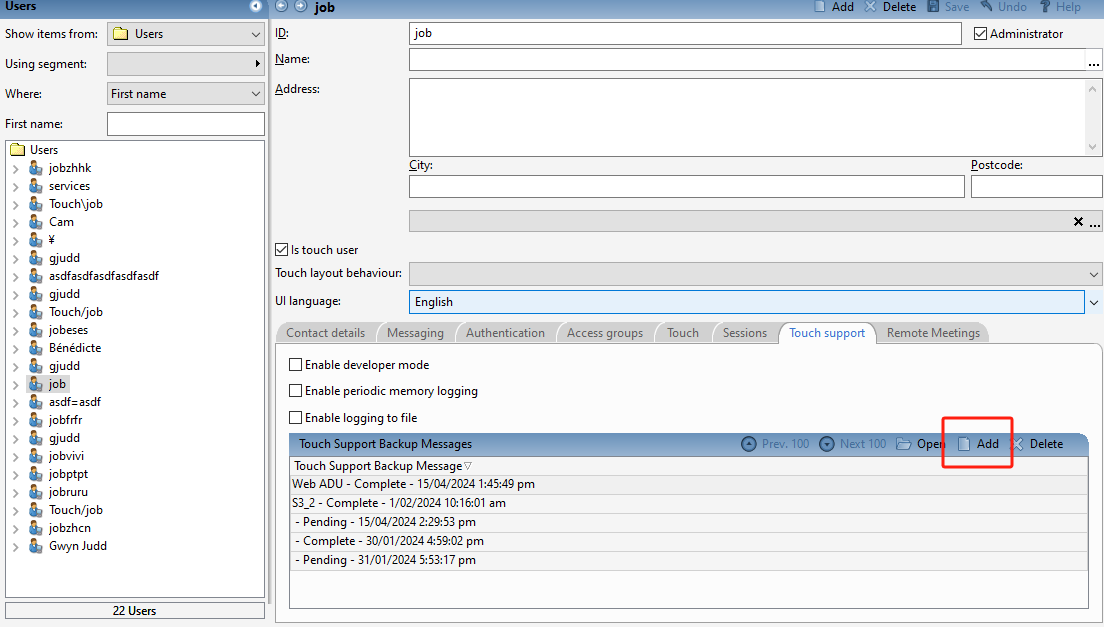 Users
Show items from: Users
Using segment:
Where: First name
First name:
Users
jobzhhk
services
Touch\job
Cam
¥
gjudd
asdfasdfasdfasdfasdf
gjudd
Touch/job
jobeses
Bénédicte
gjudd
job
asdf=asdf
jobfrfr
gjudd
jobvivi
jobptpt
jobruru
Touch/job
jobzhcn
Gwyn Judd
22 Users
job Add Delete Save Undo Help
ID: job Administrator
Name: ...
Address:
City: Postcode:
...
Is touch user
Touch layout behaviour:
UI language: English
Contact details Messaging Authentication Access groups Touch Sessions Touch support Remote Meetings
Enable developer mode
Enable periodic memory logging
Enable logging to file
Touch Support Backup Messages Prev. 100 Next 100 Open Add Delete
Touch Support Backup Message
Web ADU - Complete - 15/04/2024 1:45:49 pm
S3_2 - Complete - 1/02/2024 10:16:01 am
- Pending - 15/04/2024 2:29:53 pm
- Complete - 30/01/2024 4:59:02 pm
- Pending - 31/01/2024 5:53:17 pm